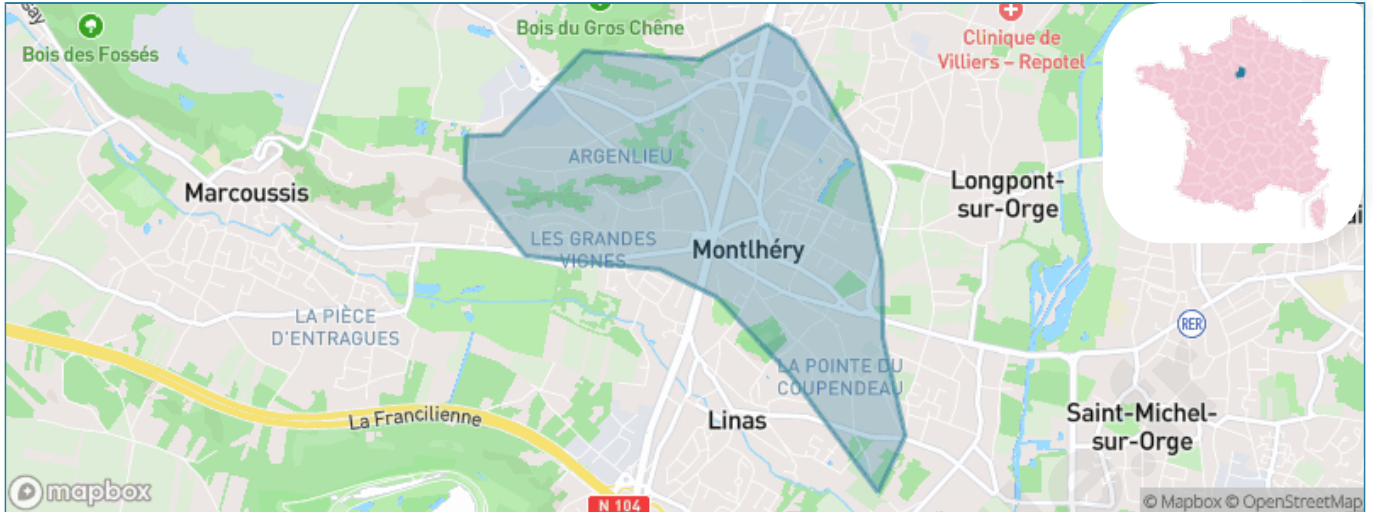 say
Bois des Fossés
Bois du Gros Chêne
Clinique de
Villiers – Repotel
ARGENLIEU
Marcoussis
Longpont-
sur-Orge
LES GRANDES
VIGNES
Montlhéry
LA PIÈCE
D'ENTRAGUES
RER
LA POINTE DU
COUPENDEAU
La Francilienne
Linas
Saint-Michel-
sur-Orge
mapbox
N 104
© Mapbox © OpenStreetMap